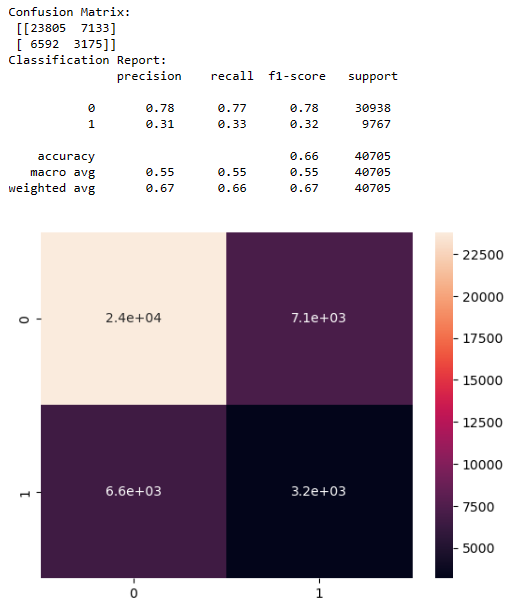 Confusion Matrix:
[[23805 7133]
[ 6592 3175]]
Classification Report:
precision recall f1-score support
0 0.78 0.77 0.78 30938
1 0.31 0.33 0.32 9767
accuracy 0.66 40705
macro avg 0.55 0.55 0.55 40705
weighted avg 0.67 0.66 0.67 40705
22500
20000
17500
15000
12500
10000
7500
5000
0
2.4e+04 7.1e+03
1
6.6e+03 3.2e+03
0 1